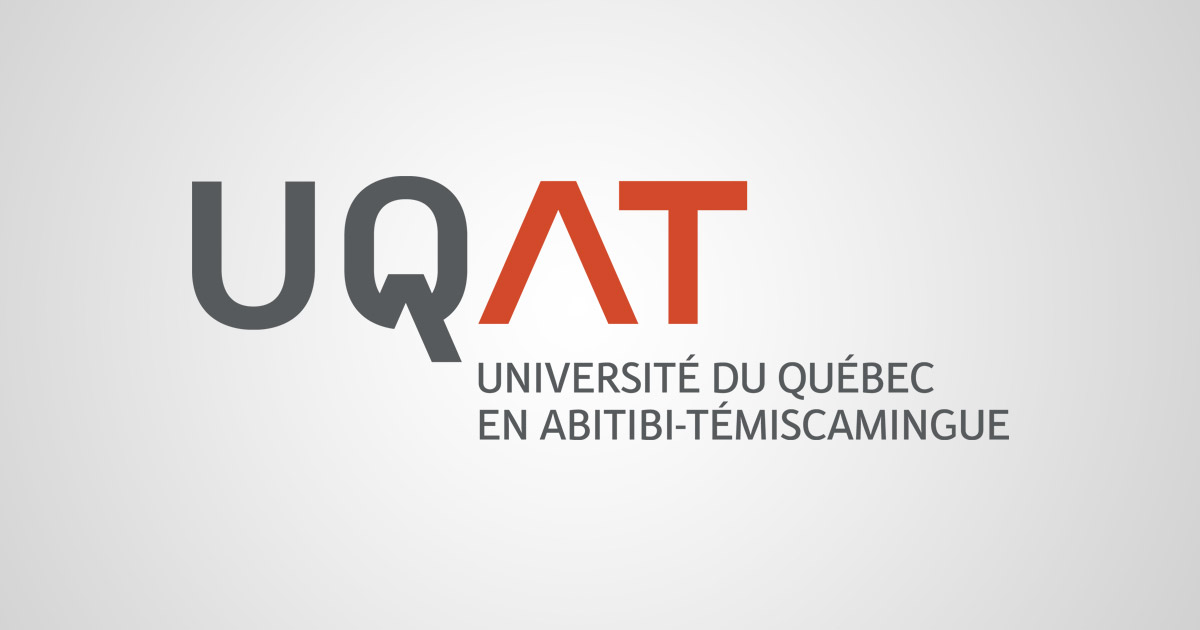 UQAT
UNIVERSITÉ DU QUÉBEC
EN ABITIBI-TÉMISCAMINGUE